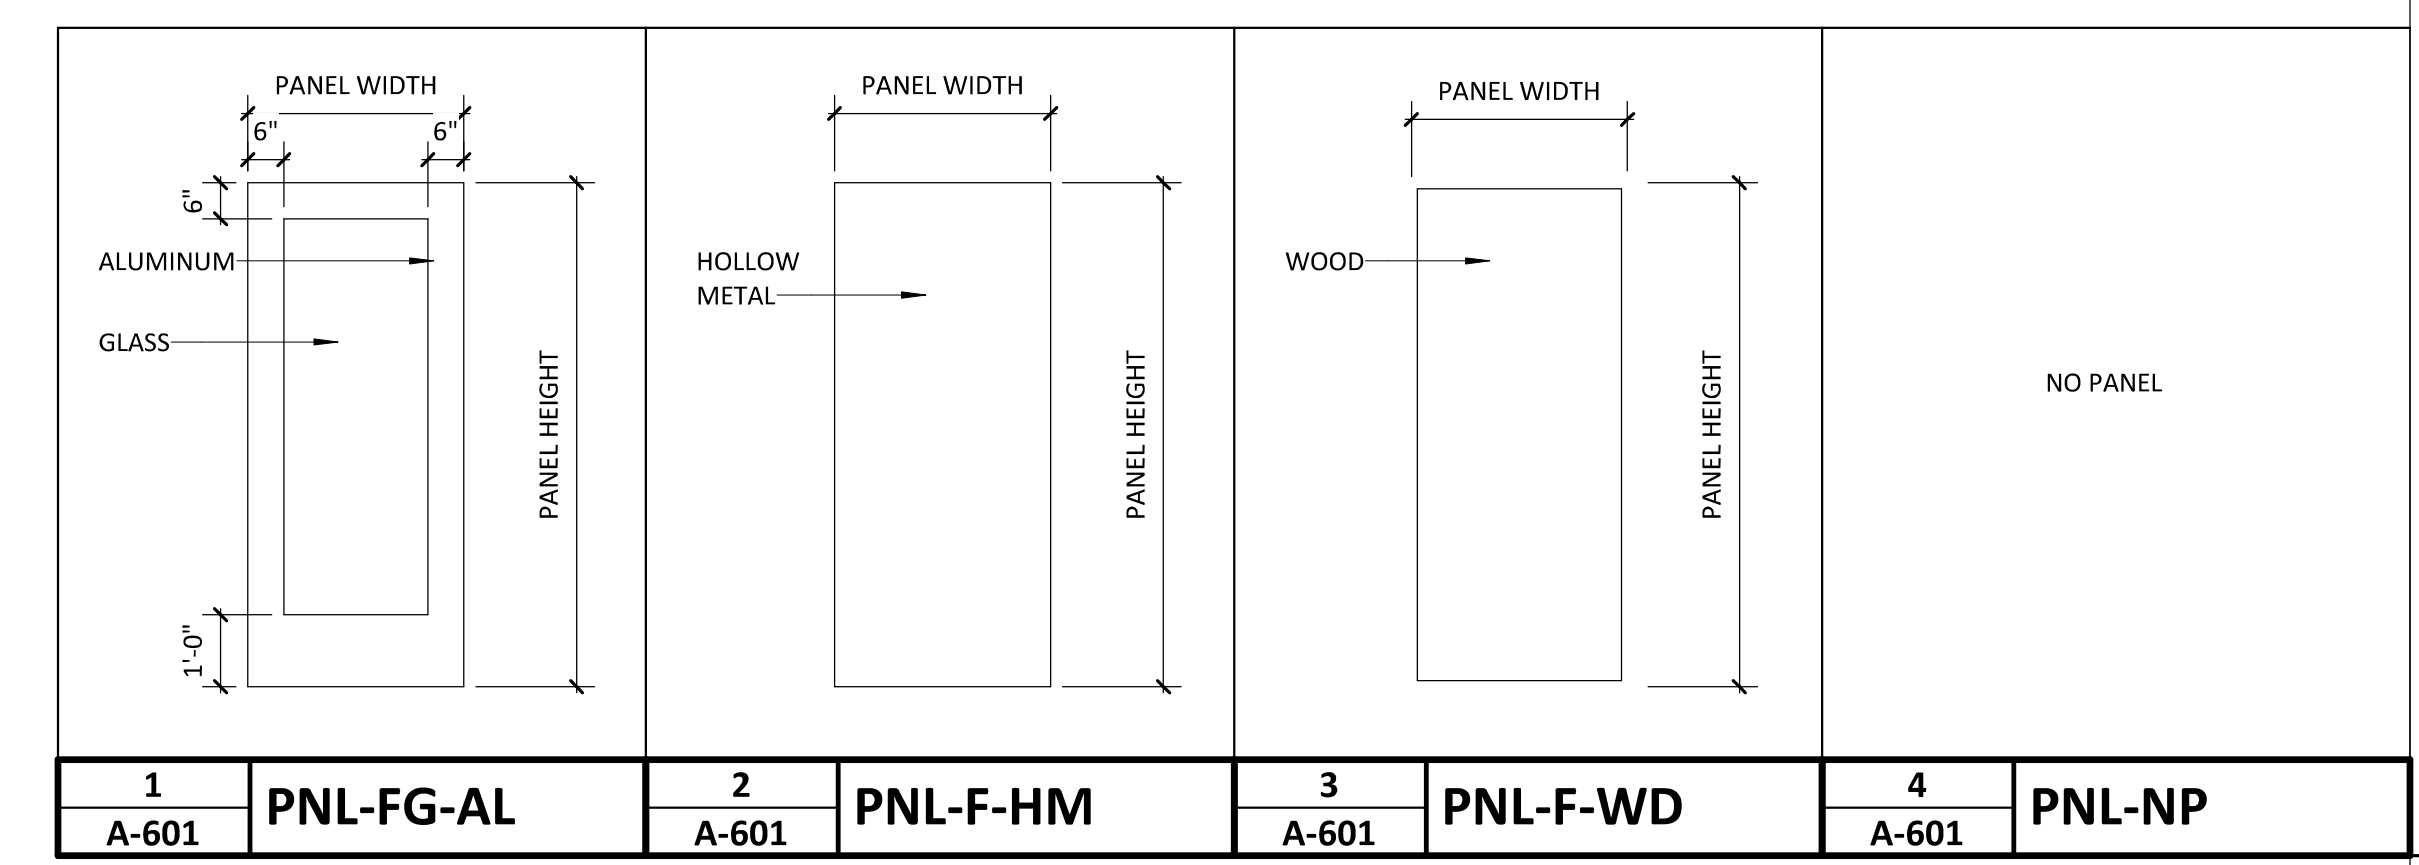 PANEL WIDTH
6"
6"
6"
ALUMINUM
GLASS
PANEL HEIGHT
1'-0"
1
A-601
PNL-FG-AL
PANEL WIDTH
HOLLOW
METAL
PANEL HEIGHT
2
A-601
PNL-F-HM
PANEL WIDTH
WOOD
PANEL HEIGHT
3
A-601
PNL-F-WD
NO PANEL
4
A-601
PNL-NP